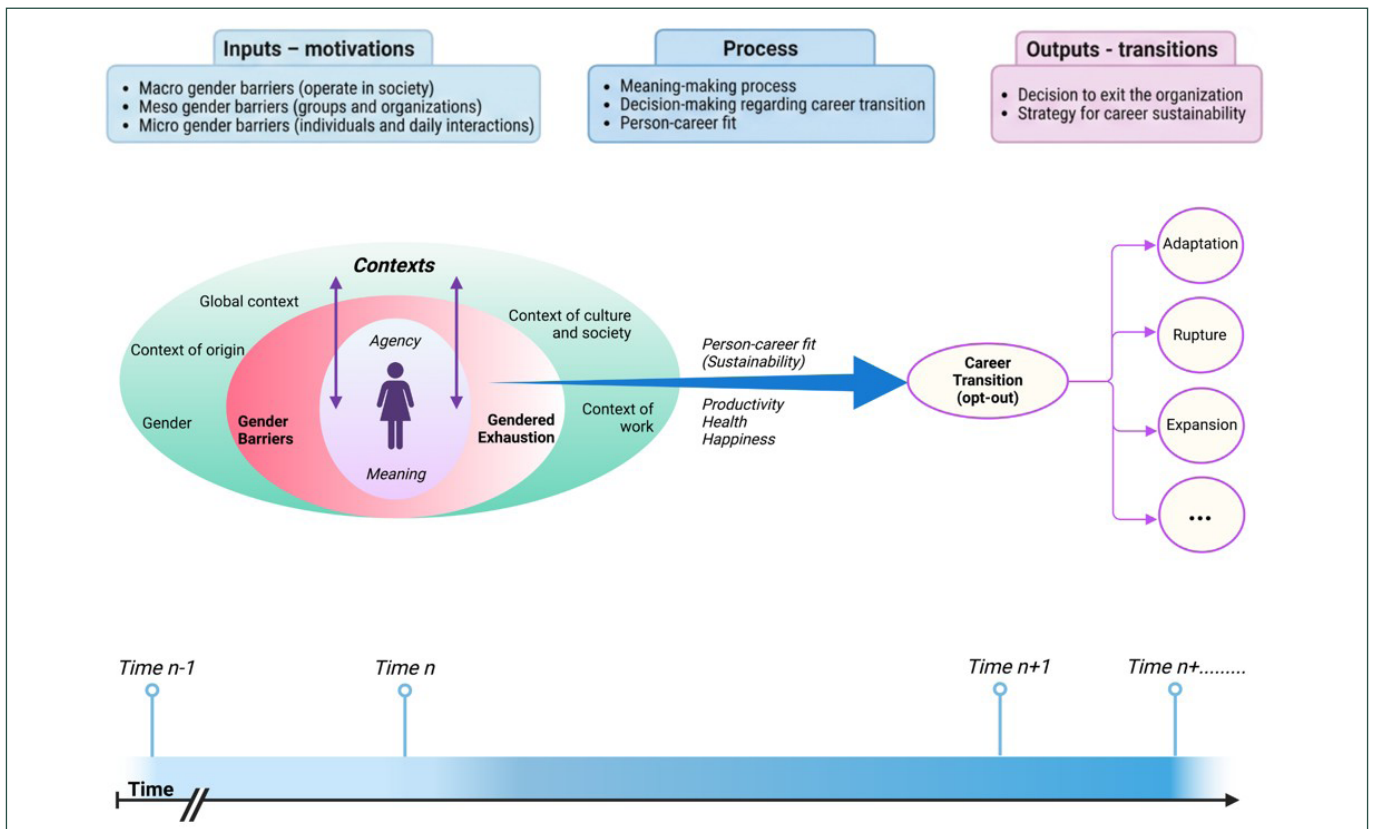 Inputs – motivations
• Macro gender barriers (operate in society)
• Meso gender barriers (groups and organizations)
• Micro gender barriers (individuals and daily interactions)
Process
• Meaning-making process
• Decision-making regarding career transition
• Person-career fit
Outputs - transitions
• Decision to exit the organization
• Strategy for career sustainability
Contexts
Global context
Context of origin
Gender
Context of culture
and society
Context of
work
Gender
Barriers
Agency
Meaning
Gendered
Exhaustion
Person-career fit
(Sustainability)
Productivity
Health
Happiness
Career
Transition
(opt-out)
Adaptation
Rupture
Expansion
...
Time n-1
Time n
Time n+1
Time n+.........
Time